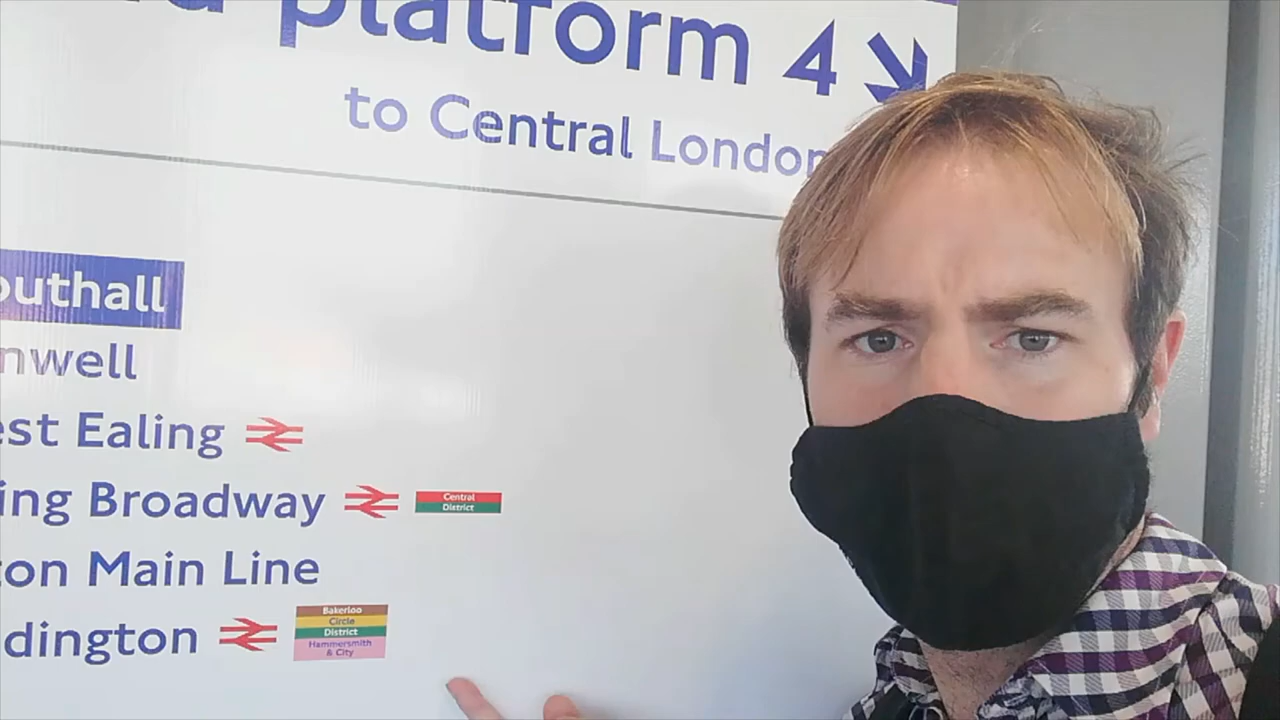 platform 4
to Central London
outhall
nwell
est Ealing
ing Broadway Central
District
ton Main Line
dington Bakerloo
Circle
District
Hammersmith
& City